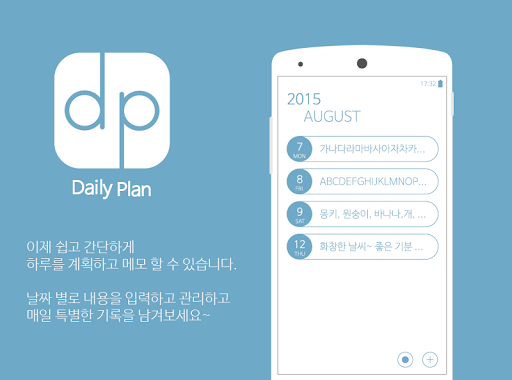 dp
Daily Plan
이제 쉽고 간단하게
하루를 계획하고 메모 할 수 있습니다.
날짜 별로 내용을 입력하고 관리하고
매일 특별한 기록을 남겨보세요~
17:32
2015
AUGUST
7
MON
가나다라마바사아자차카...
8
FRI
ABCDEFGHIJKLMNOP...
9
SAT
몽키, 원숭이, 바나나,개, ...
12
THU
화창한 날씨~ 좋은 기분 ...